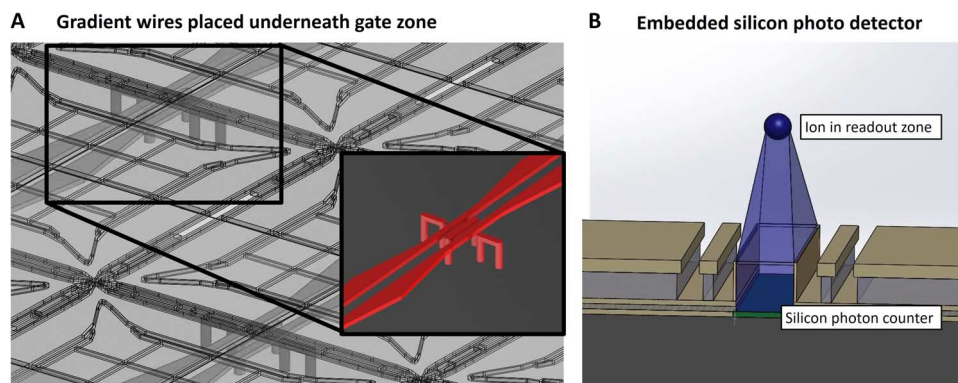 A Gradient wires placed underneath gate zone
B Embedded silicon photo detector
Ion in readout zone
Silicon photon counter